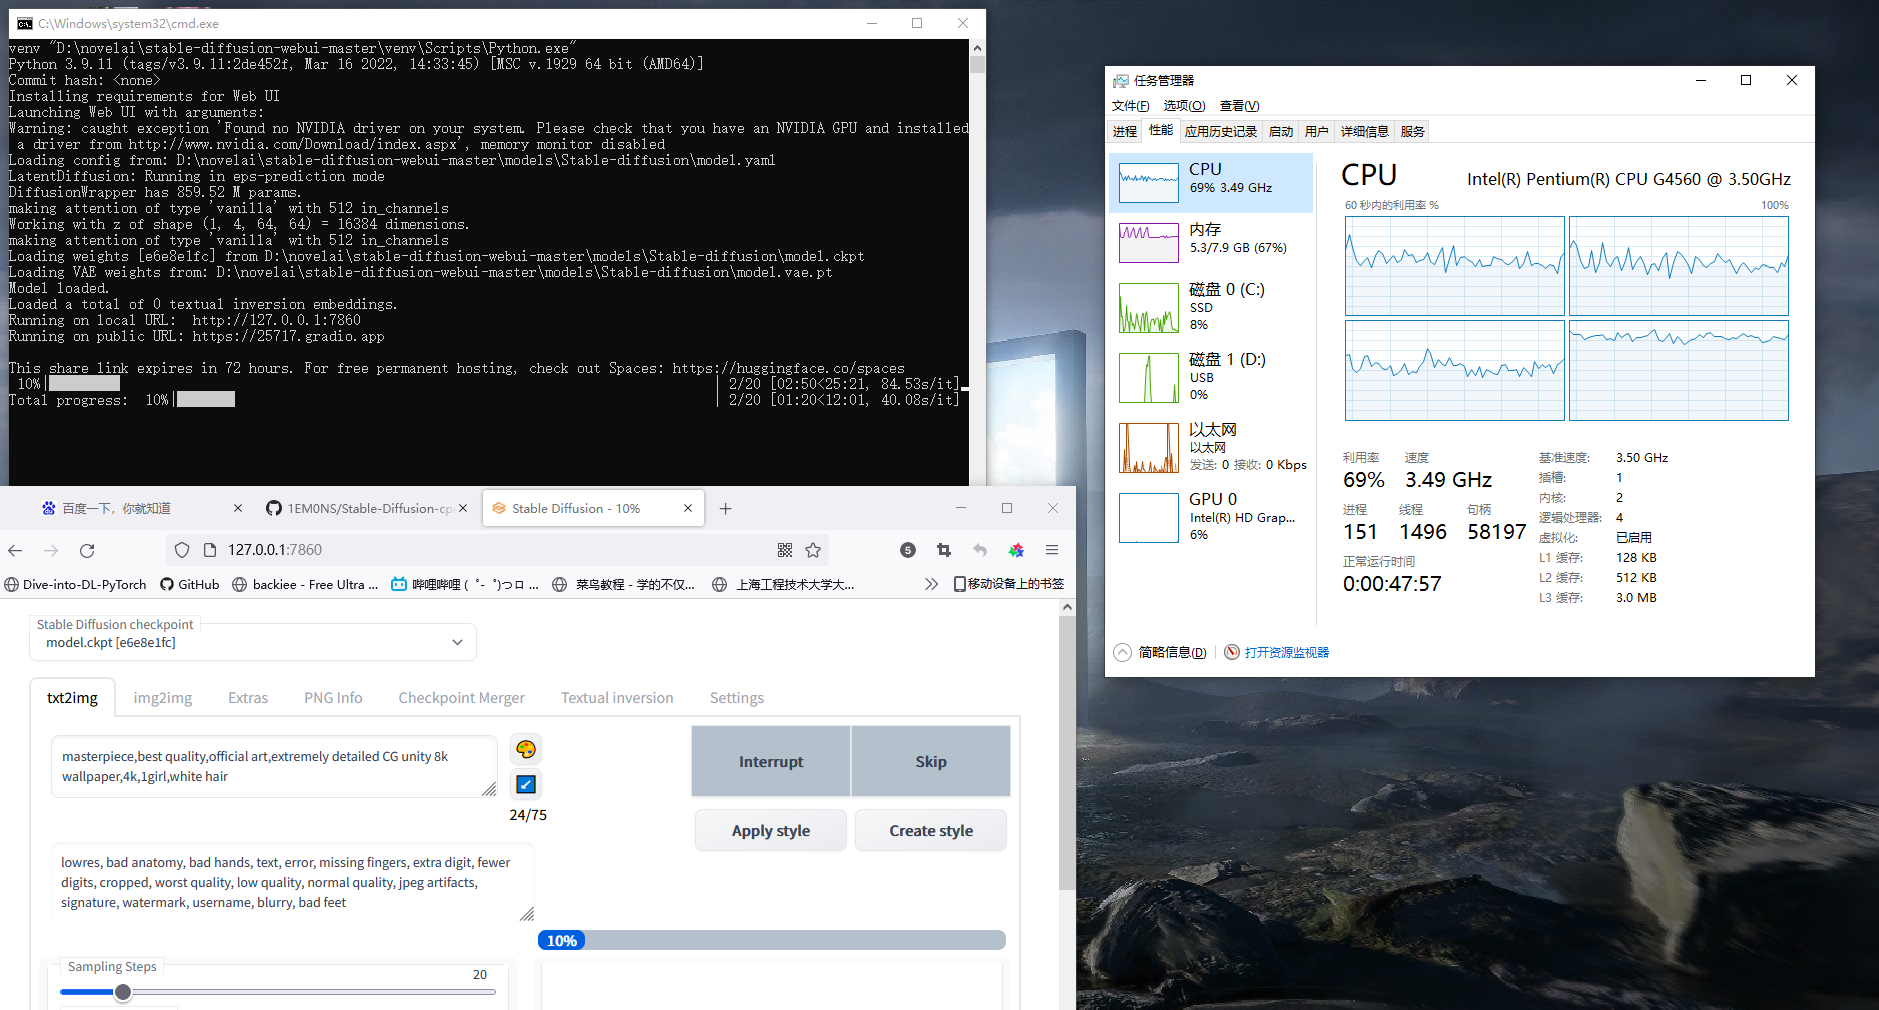 C:\Windows\system32\cmd.exe
venv "D:\novelai\stable-diffusion-webui-master\venv\Scripts\Python.exe"
Python 3.9.11 (tags/v3.9.11:2de452f, Mar 16 2022, 14:33:45) [MSC v.1929 64 bit (AMD64)]
Commit hash: <none>
Installing requirements for Web UI
Launching Web UI with arguments:
Warning: caught exception 'Found no NVIDIA driver on your system. Please check that you have an NVIDIA GPU and installed
a driver from http://www.nvidia.com/Download/index.aspx', memory monitor disabled
Loading config from: D:\novelai\stable-diffusion-webui-master\models\Stable-diffusion\model.yaml
LatentDiffusion: Running in eps-prediction mode
DiffusionWrapper has 859.52 M params.
making attention of type 'vanilla' with 512 in_channels
Working with z of shape (1, 4, 64, 64) = 16384 dimensions.
making attention of type 'vanilla' with 512 in_channels
Loading weights [e6e8e1fc] from D:\novelai\stable-diffusion-webui-master\models\Stable-diffusion\model.ckpt
Loading VAE weights from: D:\novelai\stable-diffusion-webui-master\models\Stable-diffusion\model.vae.pt
Model loaded.
Loaded a total of 0 textual inversion embeddings.
Running on local URL:  http://127.0.0.1:7860
Running on public URL: https://25717.gradio.app
This share link expires in 72 hours. For free permanent hosting, check out Spaces: https://huggingface.co/spaces
10%| | 2/20 [02:50<25:21, 84.53s/it]
Total progress:  10%| | 2/20 [01:20<12:01, 40.08s/it]
百度一下，你就知道
1EM0NS/Stable-Diffusion-cp
Stable Diffusion - 10%
127.0.0.1:7860
5
Dive-into-DL-PyTorch
GitHub
backiee - Free Ultra ...
哔哩哔哩 ( ゜- ゜)つロ ...
菜鸟教程 - 学的不仅...
上海工程技术大学大...
移动设备上的书签
Stable Diffusion checkpoint
model.ckpt [e6e8e1fc]
txt2img
img2img
Extras
PNG Info
Checkpoint Merger
Textual inversion
Settings
masterpiece,best quality,official art,extremely detailed CG unity 8k
wallpaper,4k,1girl,white hair
24/75
Interrupt
Skip
Apply style
Create style
lowres, bad anatomy, bad hands, text, error, missing fingers, extra digit, fewer
digits, cropped, worst quality, low quality, normal quality, jpeg artifacts,
signature, watermark, username, blurry, bad feet
10%
Sampling Steps
20
任务管理器
文件(F)
选项(O)
查看(V)
进程
性能
应用历史记录
启动
用户
详细信息
服务
CPU
69% 3.49 GHz
内存
5.3/7.9 GB (67%)
磁盘 0 (C:)
SSD
8%
磁盘 1 (D:)
USB
0%
以太网
以太网
发送: 0 接收: 0 Kbps
GPU 0
Intel(R) HD Grap...
6%
CPU
Intel(R) Pentium(R) CPU G4560 @ 3.50GHz
60 秒内的利用率 %
100%
利用率
速度
69%
3.49 GHz
进程
线程
句柄
151
1496
58197
正常运行时间
0:00:47:57
基准速度:
3.50 GHz
插槽:
1
内核:
2
逻辑处理器:
4
虚拟化:
已启用
L1 缓存:
128 KB
L2 缓存:
512 KB
L3 缓存:
3.0 MB
简略信息(D)
打开资源监视器